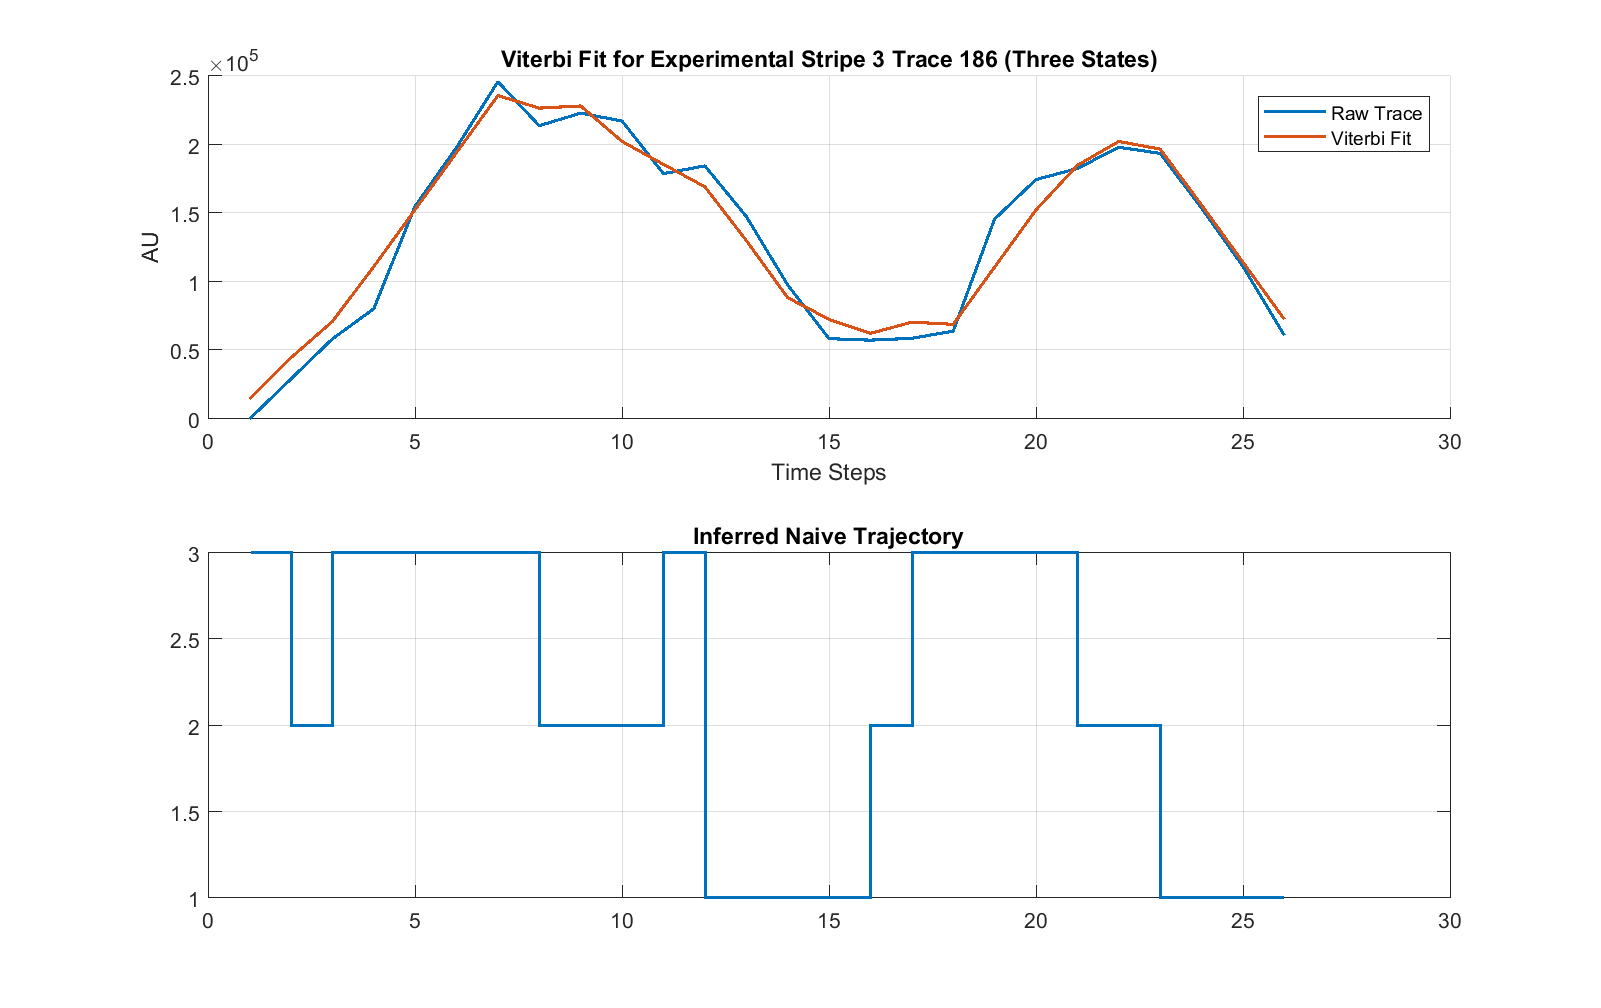 Viterbi Fit for Experimental Stripe 3 Trace 186 (Three States)
×10^5
2.5
2
1.5
1
0.5
0
AU
Raw Trace
Viterbi Fit
0 5 10 15 20 25 30
Time Steps
Inferred Naive Trajectory
3
2.5
2
1.5
1
0 5 10 15 20 25 30